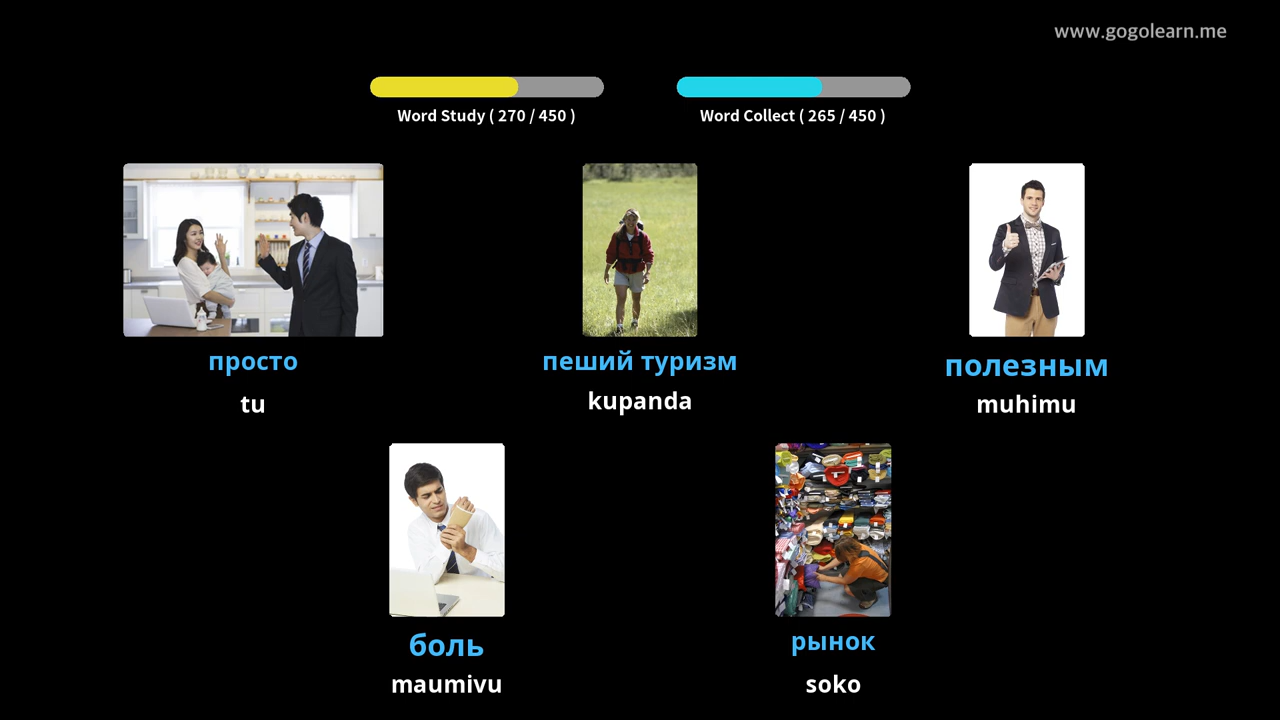 www.gogolearn.me
Word Study ( 270 / 450 )
Word Collect ( 265 / 450 )
просто
пеший туризм
полезным
tu
kupanda
muhimu
боль
рынок
maumivu
soko